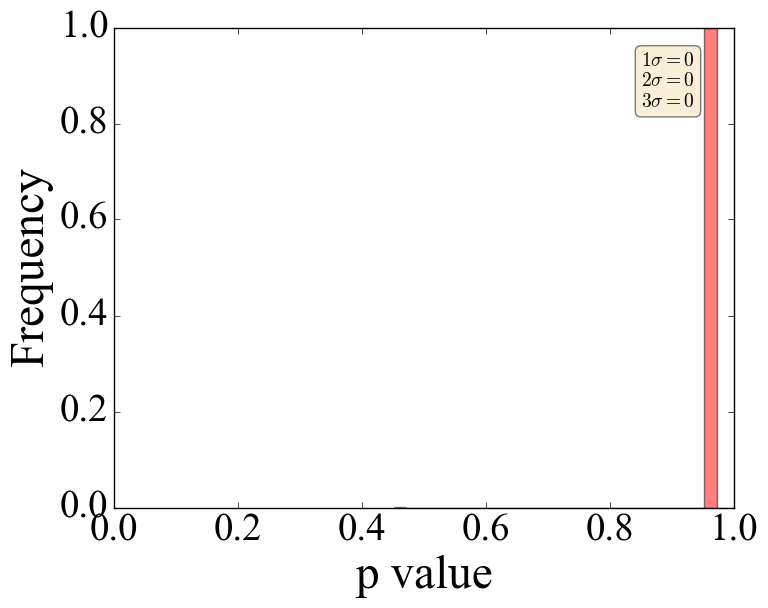 1.0
1σ = 0
2σ = 0
3σ = 0
0.8
0.6
Frequency
0.4
0.2
0.0
0.0 0.2 0.4 0.6 0.8 1.0
p value